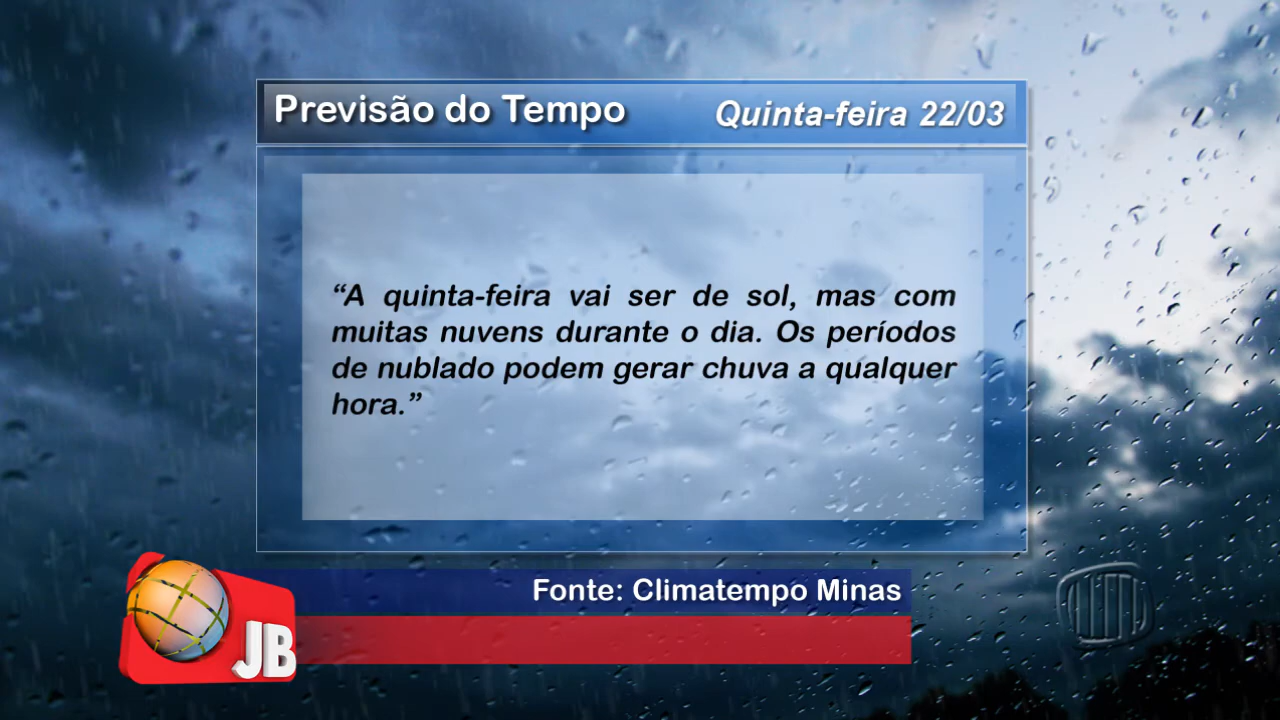 Previsão do Tempo
Quinta-feira 22/03
“A quinta-feira vai ser de sol, mas com
muitas nuvens durante o dia. Os períodos
de nublado podem gerar chuva a qualquer
hora.”
Fonte: Climatempo Minas
JB